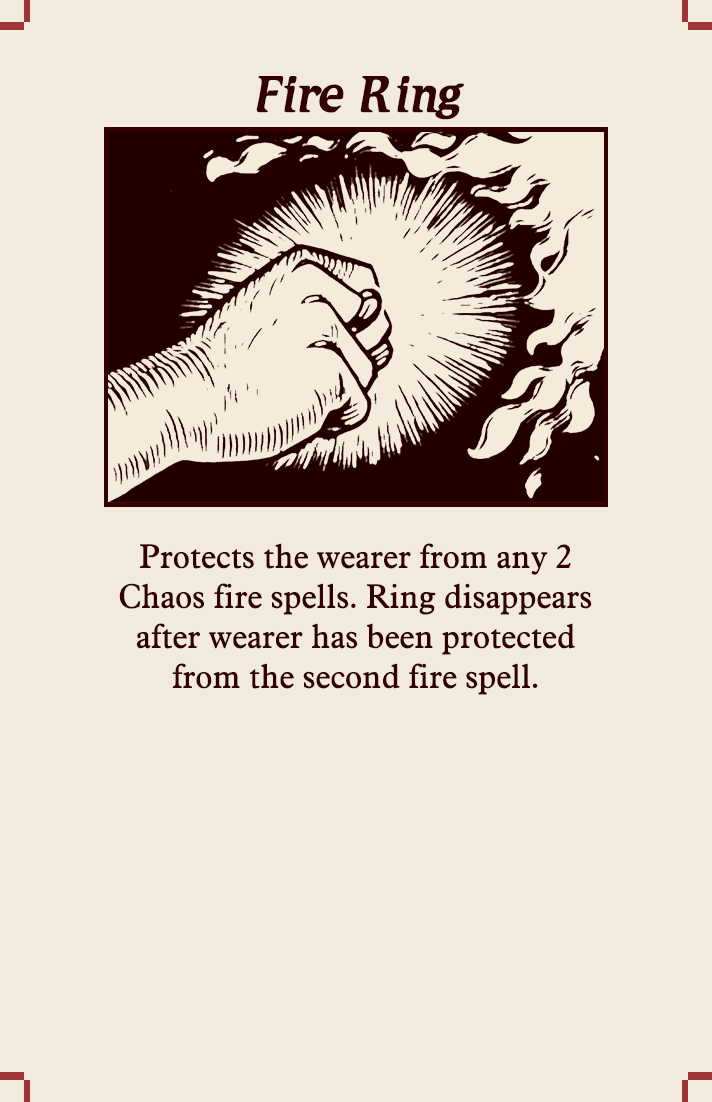 Fire Ring
Protects the wearer from any 2
Chaos fire spells. Ring disappears
after wearer has been protected
from the second fire spell.